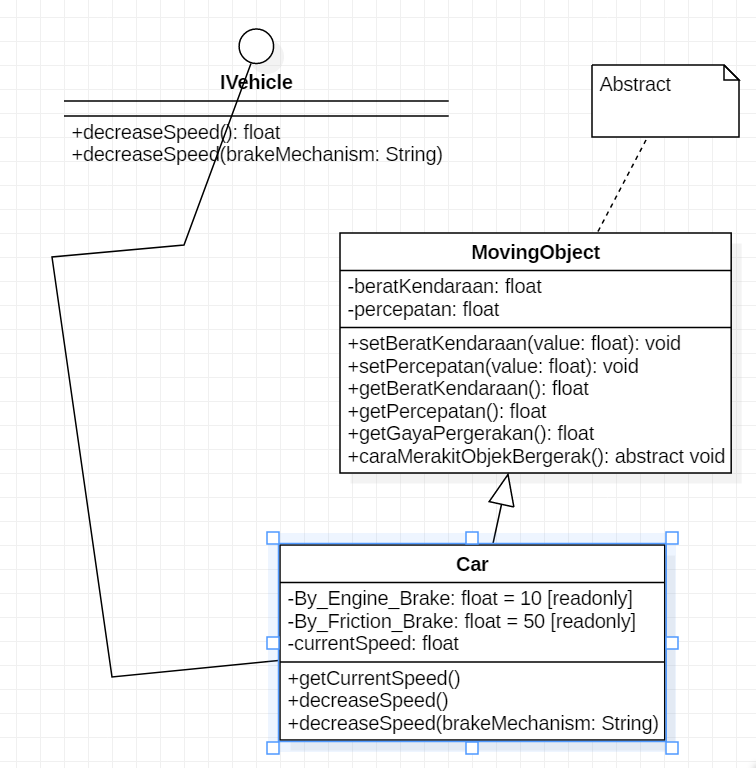 IVehicle
+decreaseSpeed(): float
+decreaseSpeed(brakeMechanism: String)
Abstract
MovingObject
-beratKendaraan: float
-percepatan: float
+setBeratKendaraan(value: float): void
+setPercepatan(value: float): void
+getBeratKendaraan(): float
+getPercepatan(): float
+getGayaPergerakan(): float
+caraMerakitObjekBergerak(): abstract void
Car
-By_Engine_Brake: float = 10 [readonly]
-By_Friction_Brake: float = 50 [readonly]
-currentSpeed: float
+getCurrentSpeed()
+decreaseSpeed()
+decreaseSpeed(brakeMechanism: String)